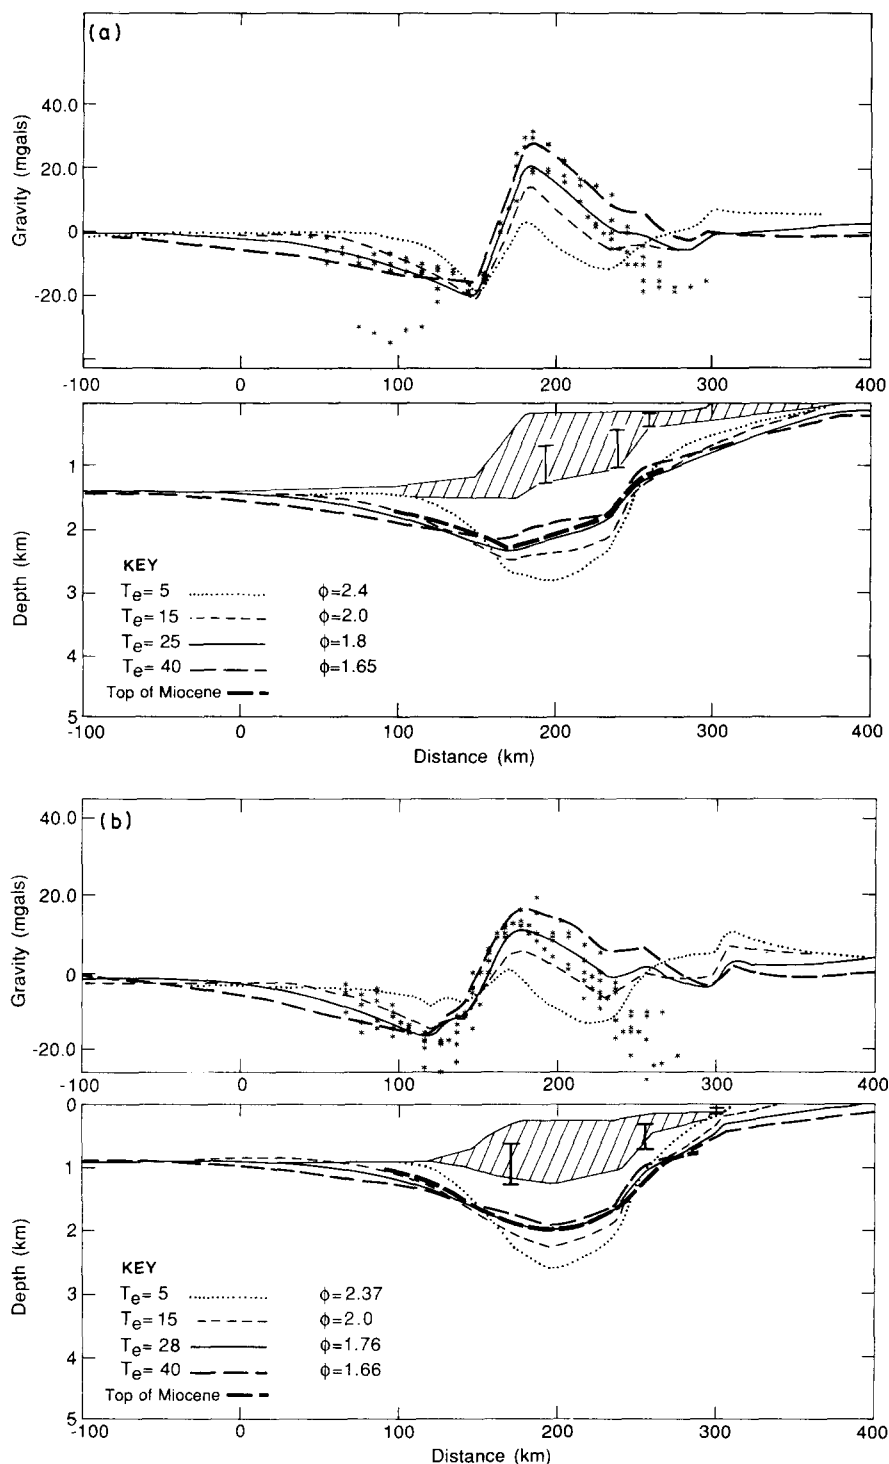 (a)
Gravity (mgals)
40.0
20.0
0
-20.0
-100 0 100 200 300 400
Depth (km)
1
2
3
4
5
KEY
Te= 5 ϕ=2.4
Te= 15 ϕ=2.0
Te= 25 ϕ=1.8
Te= 40 ϕ=1.65
Top of Miocene
-100 0 100 200 300 400
Distance (km)
(b)
Gravity (mgals)
40.0
20.0
0
-20.0
-100 0 100 200 300 400
Depth (km)
0
1
2
3
4
5
KEY
Te= 5 ϕ=2.37
Te= 15 ϕ=2.0
Te= 28 ϕ=1.76
Te= 40 ϕ=1.66
Top of Miocene
-100 0 100 200 300 400
Distance (km)